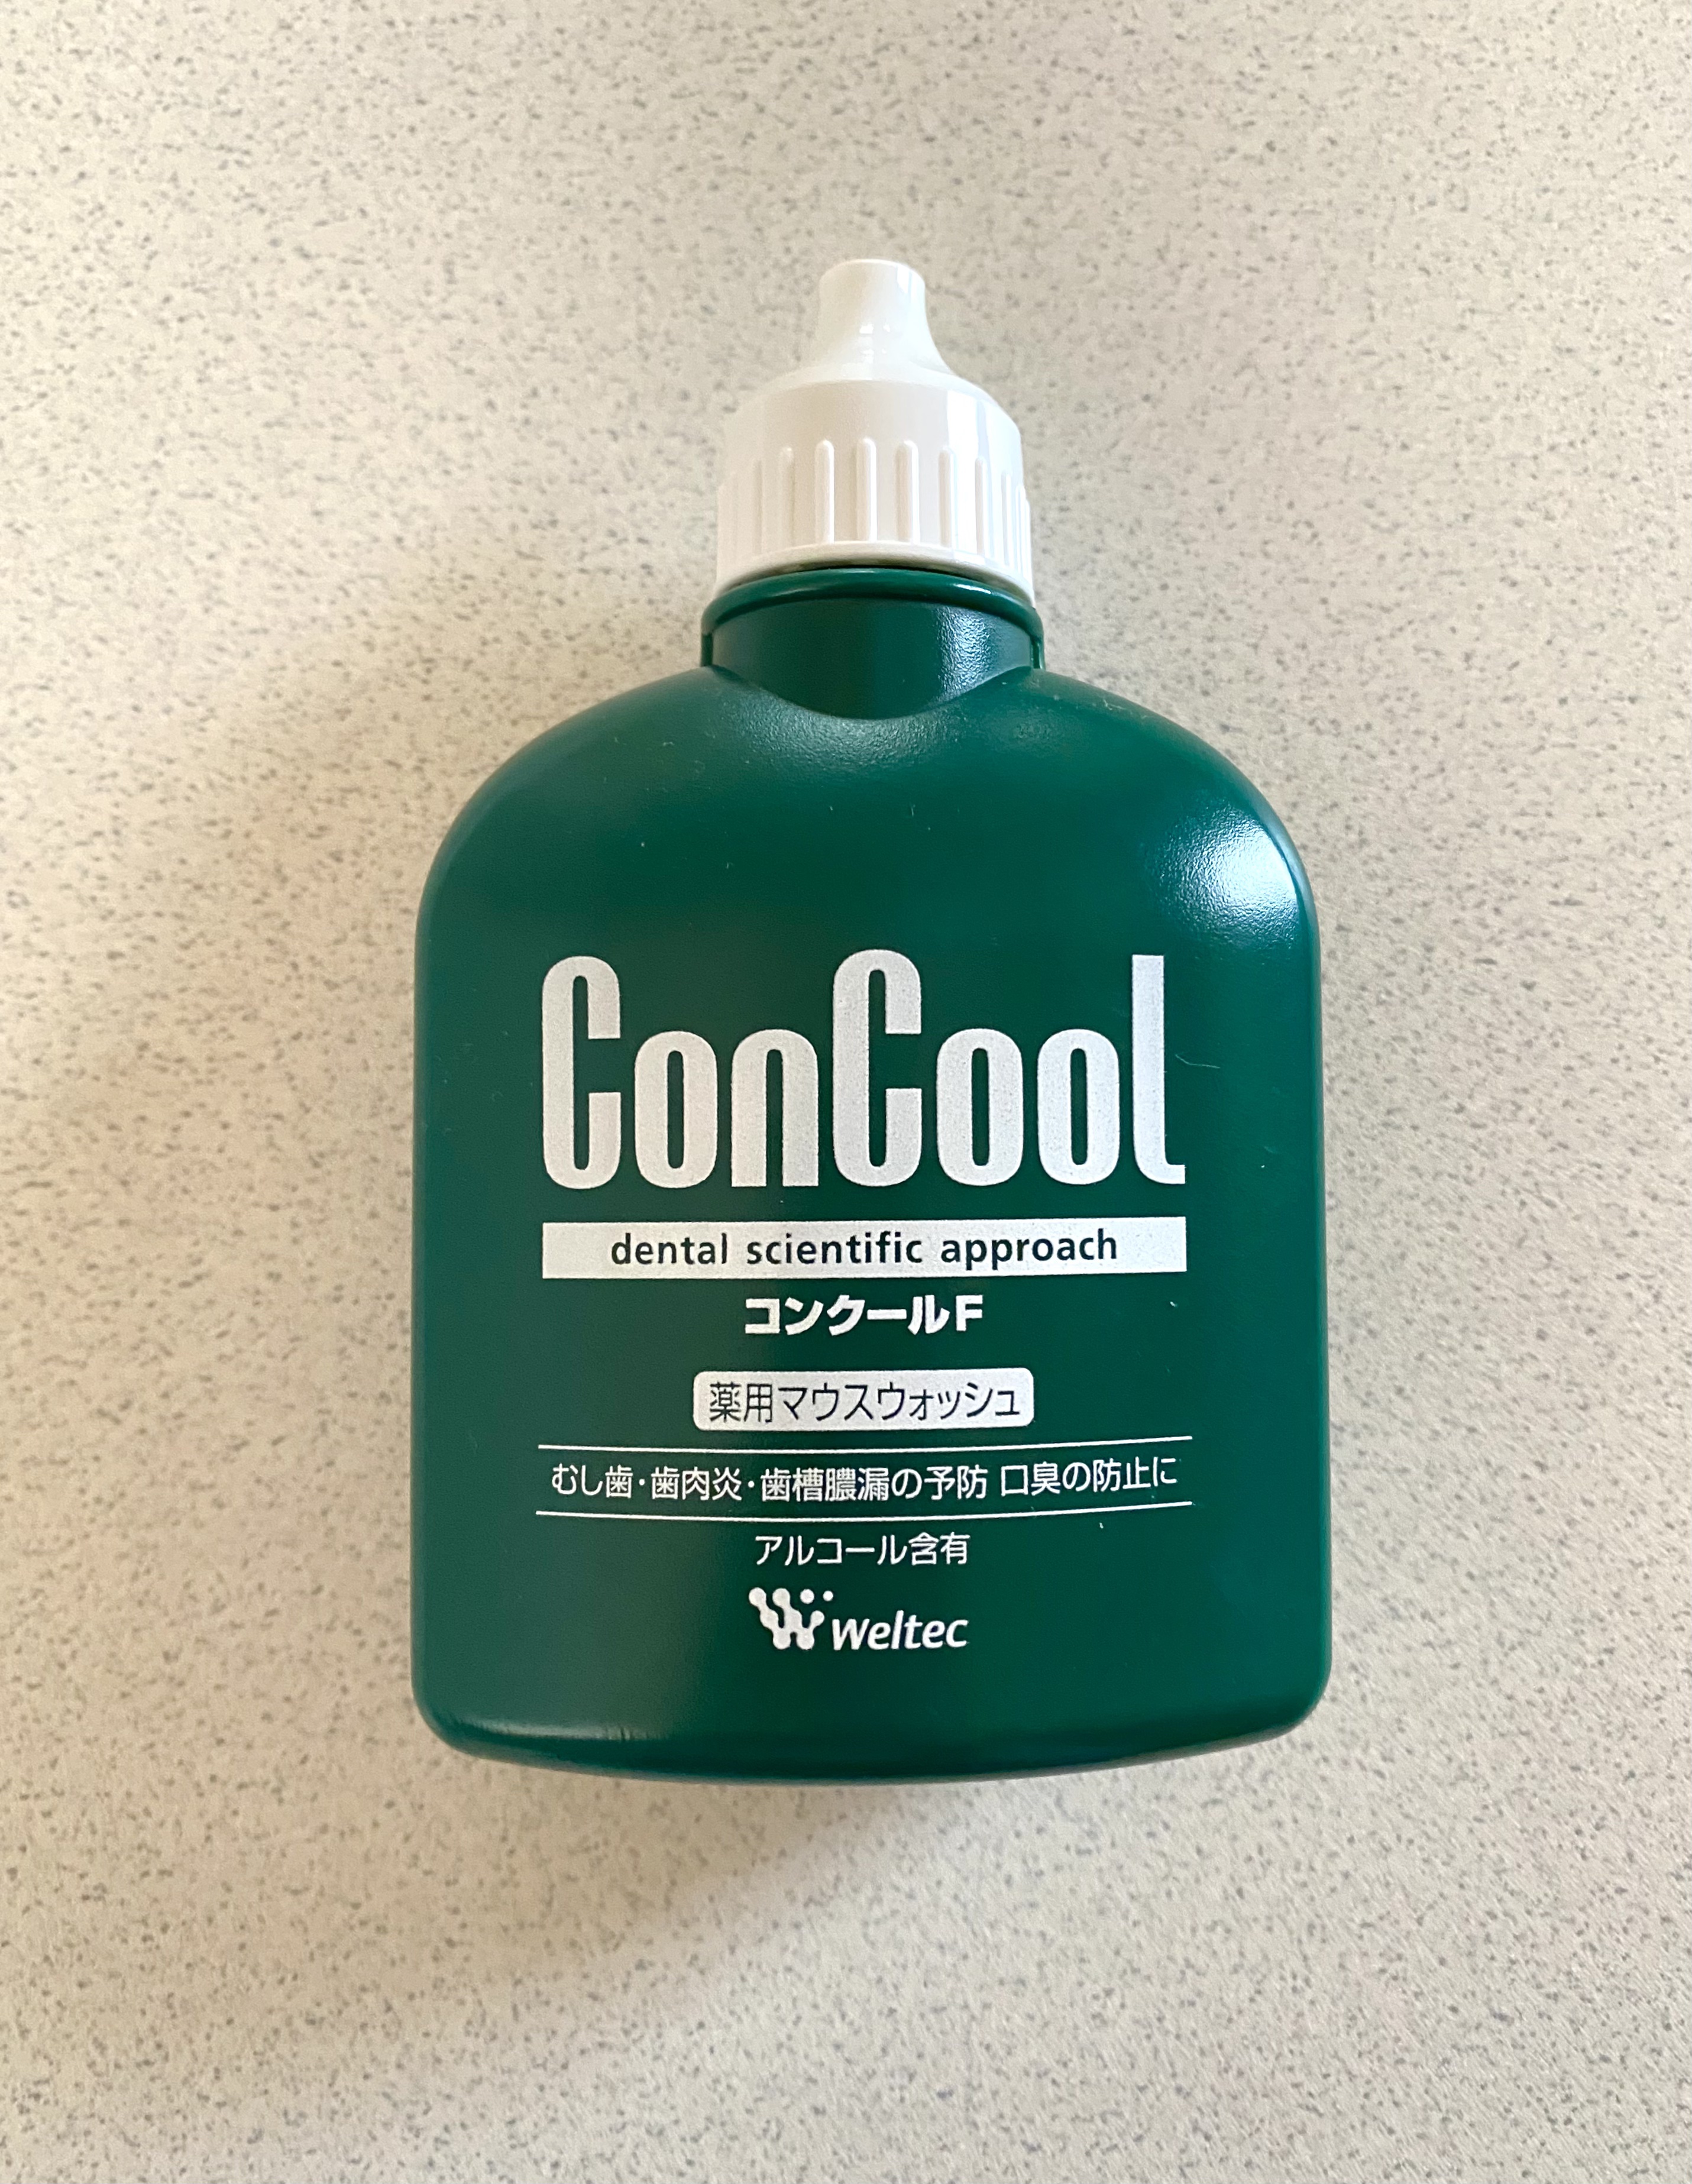 ConCool
dental scientific approach
コンクールF
薬用マウスウォッシュ
むし歯・歯肉炎・歯槽膿漏の予防 口臭の防止に
アルコール含有
weltec